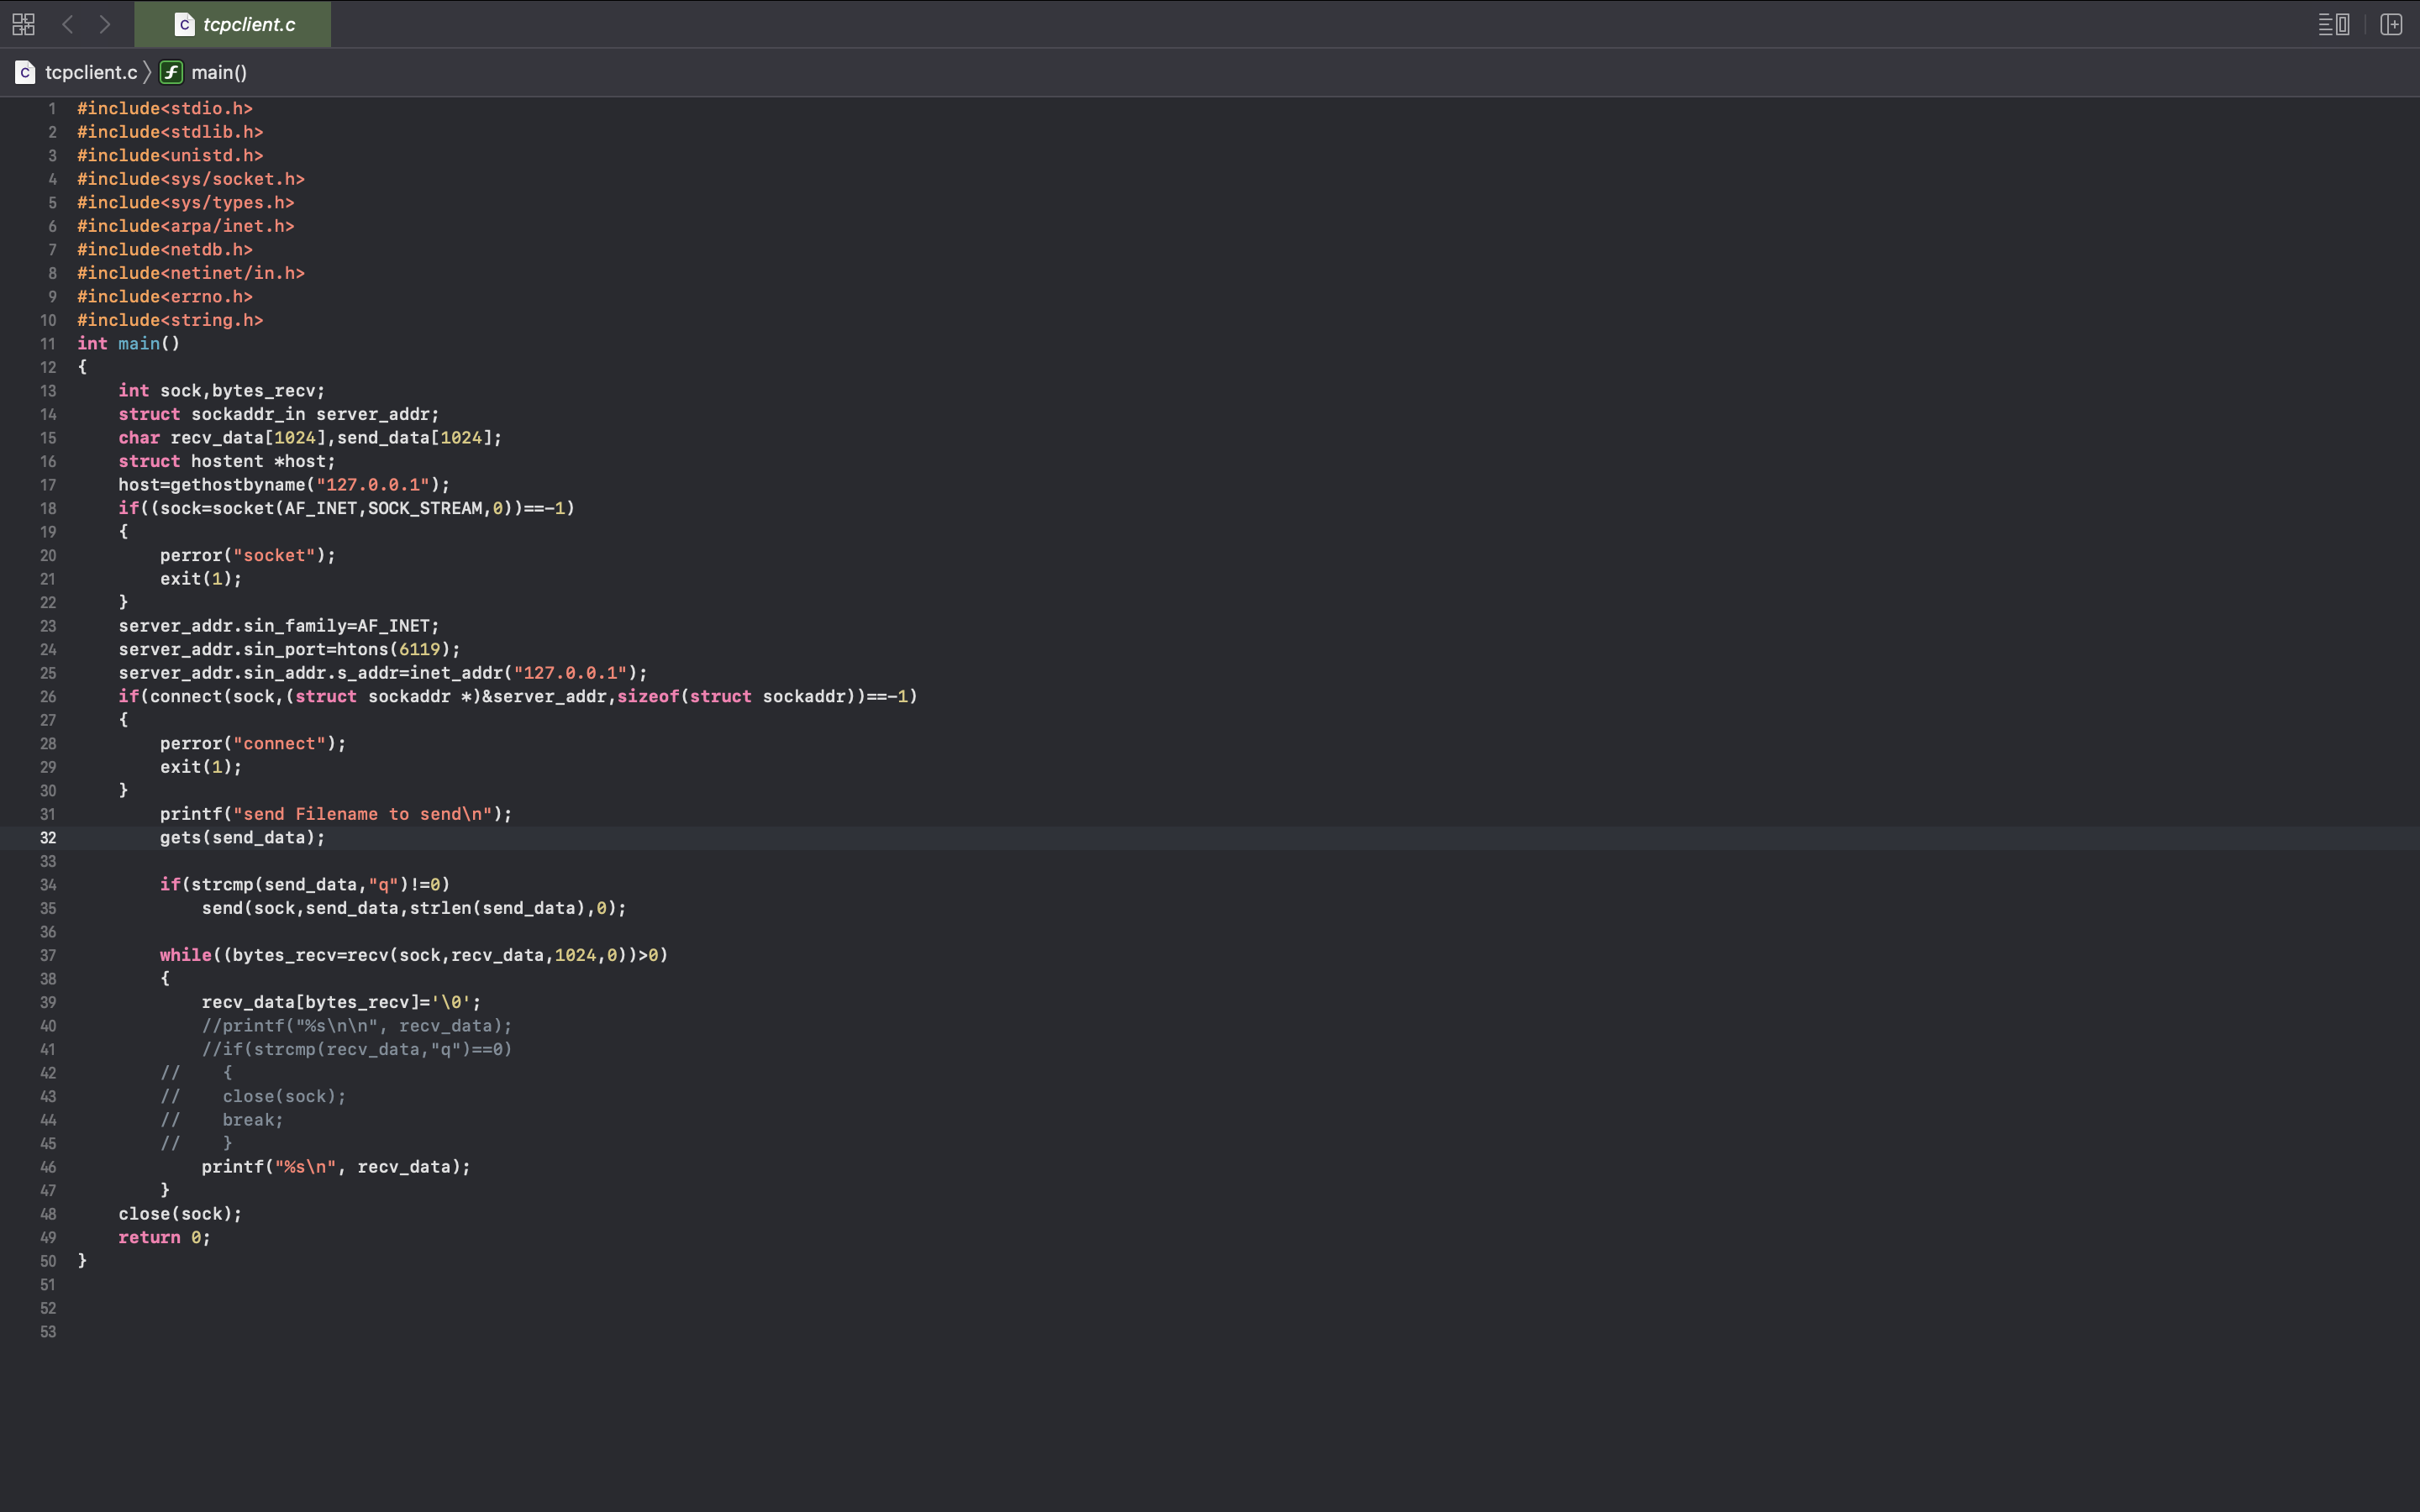 tcpclient.c
tcpclient.c 〉 main()
1 #include<stdio.h>
2 #include<stdlib.h>
3 #include<unistd.h>
4 #include<sys/socket.h>
5 #include<sys/types.h>
6 #include<arpa/inet.h>
7 #include<netdb.h>
8 #include<netinet/in.h>
9 #include<errno.h>
10 #include<string.h>
11 int main()
12 {
13     int sock,bytes_recv;
14     struct sockaddr_in server_addr;
15     char recv_data[1024],send_data[1024];
16     struct hostent *host;
17     host=gethostbyname("127.0.0.1");
18     if((sock=socket(AF_INET,SOCK_STREAM,0))==-1)
19     {
20         perror("socket");
21         exit(1);
22     }
23     server_addr.sin_family=AF_INET;
24     server_addr.sin_port=htons(6119);
25     server_addr.sin_addr.s_addr=inet_addr("127.0.0.1");
26     if(connect(sock,(struct sockaddr *)&server_addr,sizeof(struct sockaddr))==-1)
27     {
28         perror("connect");
29         exit(1);
30     }
31         printf("send Filename to send\n");
32         gets(send_data);
33
34         if(strcmp(send_data,"q")!=0)
35             send(sock,send_data,strlen(send_data),0);
36
37         while((bytes_recv=recv(sock,recv_data,1024,0))>0)
38         {
39             recv_data[bytes_recv]='\0';
40             //printf("%s\n\n", recv_data);
41             //if(strcmp(recv_data,"q")==0)
42         //    {
43         //    close(sock);
44         //    break;
45         //    }
46             printf("%s\n", recv_data);
47         }
48     close(sock);
49     return 0;
50 }
51
52
53